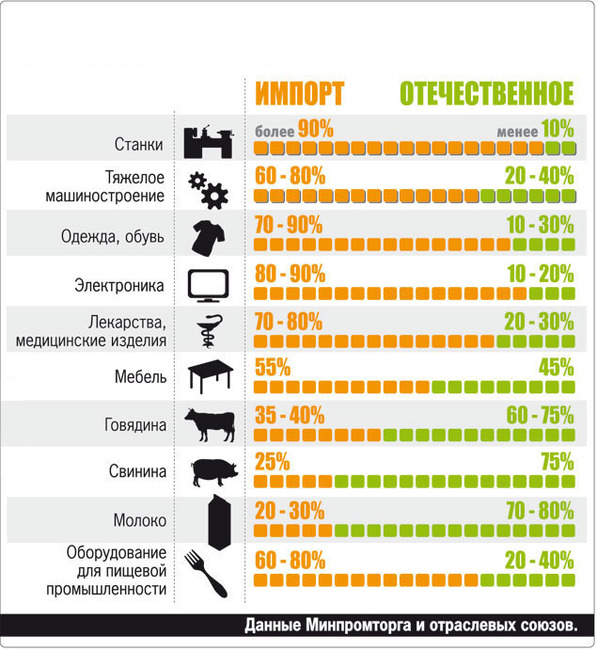 ИМПОРТ ОТЕЧЕСТВЕННОЕ
Станки более 90% менее 10%
Тяжелое
машиностроение 60 - 80% 20 - 40%
Одежда, обувь 70 - 90% 10 - 30%
Электроника 80 - 90% 10 - 20%
Лекарства,
медицинские изделия 70 - 80% 20 - 30%
Мебель 55% 45%
Говядина 35 - 40% 60 - 75%
Свинина 25% 75%
Молоко 20 - 30% 70 - 80%
Оборудование
для пищевой
промышленности 60 - 80% 20 - 40%
Данные Минпромторга и отраслевых союзов.